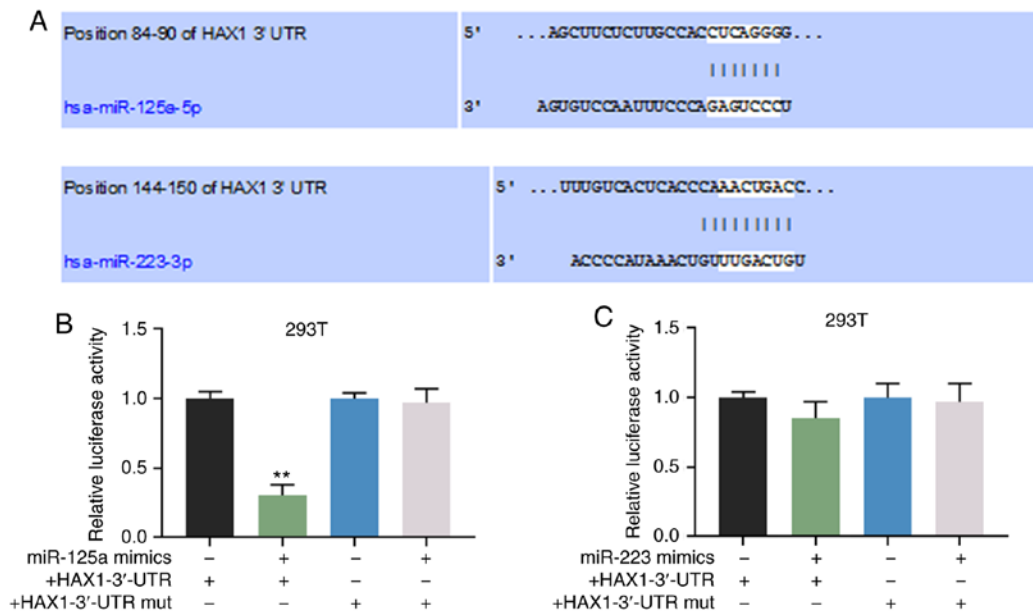 A
Position 84-90 of HAX1 3' UTR 5' ...AGCUUCUCUUGCCACCUCAGGGG...
hsa-miR-125a-5p 3' AGUGUCCAAUUUCCCAGAGUCCCU
Position 144-150 of HAX1 3' UTR 5' ...UUUGUCACUCACCCAAACUGACC...
hsa-miR-223-3p 3' ACCCCAUAAACUGUUUGACUGU
B
293T
Relative luciferase activity
1.5
1.0
0.5
0.0
**
miR-125a mimics − + − +
+HAX1-3′-UTR + + − −
+HAX1-3′-UTR mut − − + +
C
293T
Relative luciferase activity
1.5
1.0
0.5
0.0
miR-223 mimics − + − +
+HAX1-3′-UTR + + − −
+HAX1-3′-UTR mut − − + +